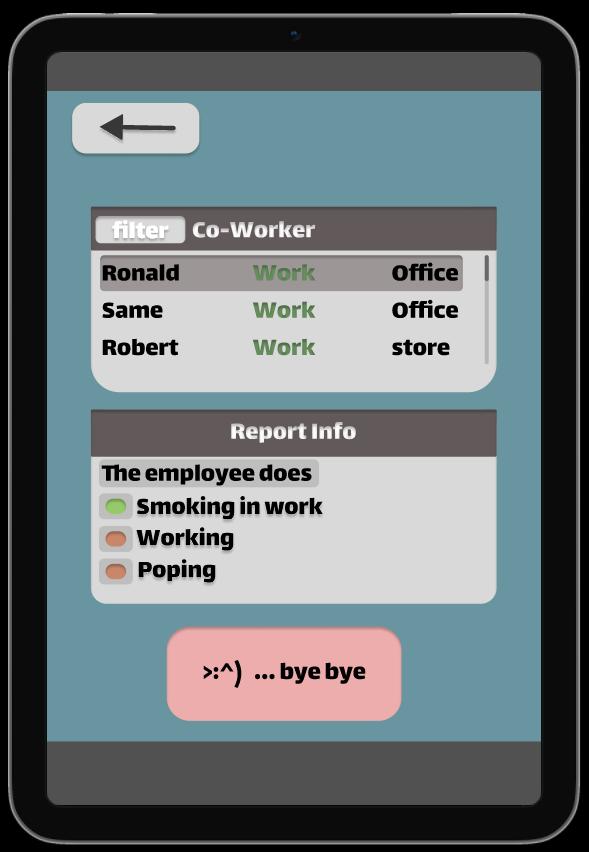 filter Co-Worker
Ronald Work Office
Same Work Office
Robert Work store
Report Info
The employee does
Smoking in work
Working
Poping
>:^) ... bye bye